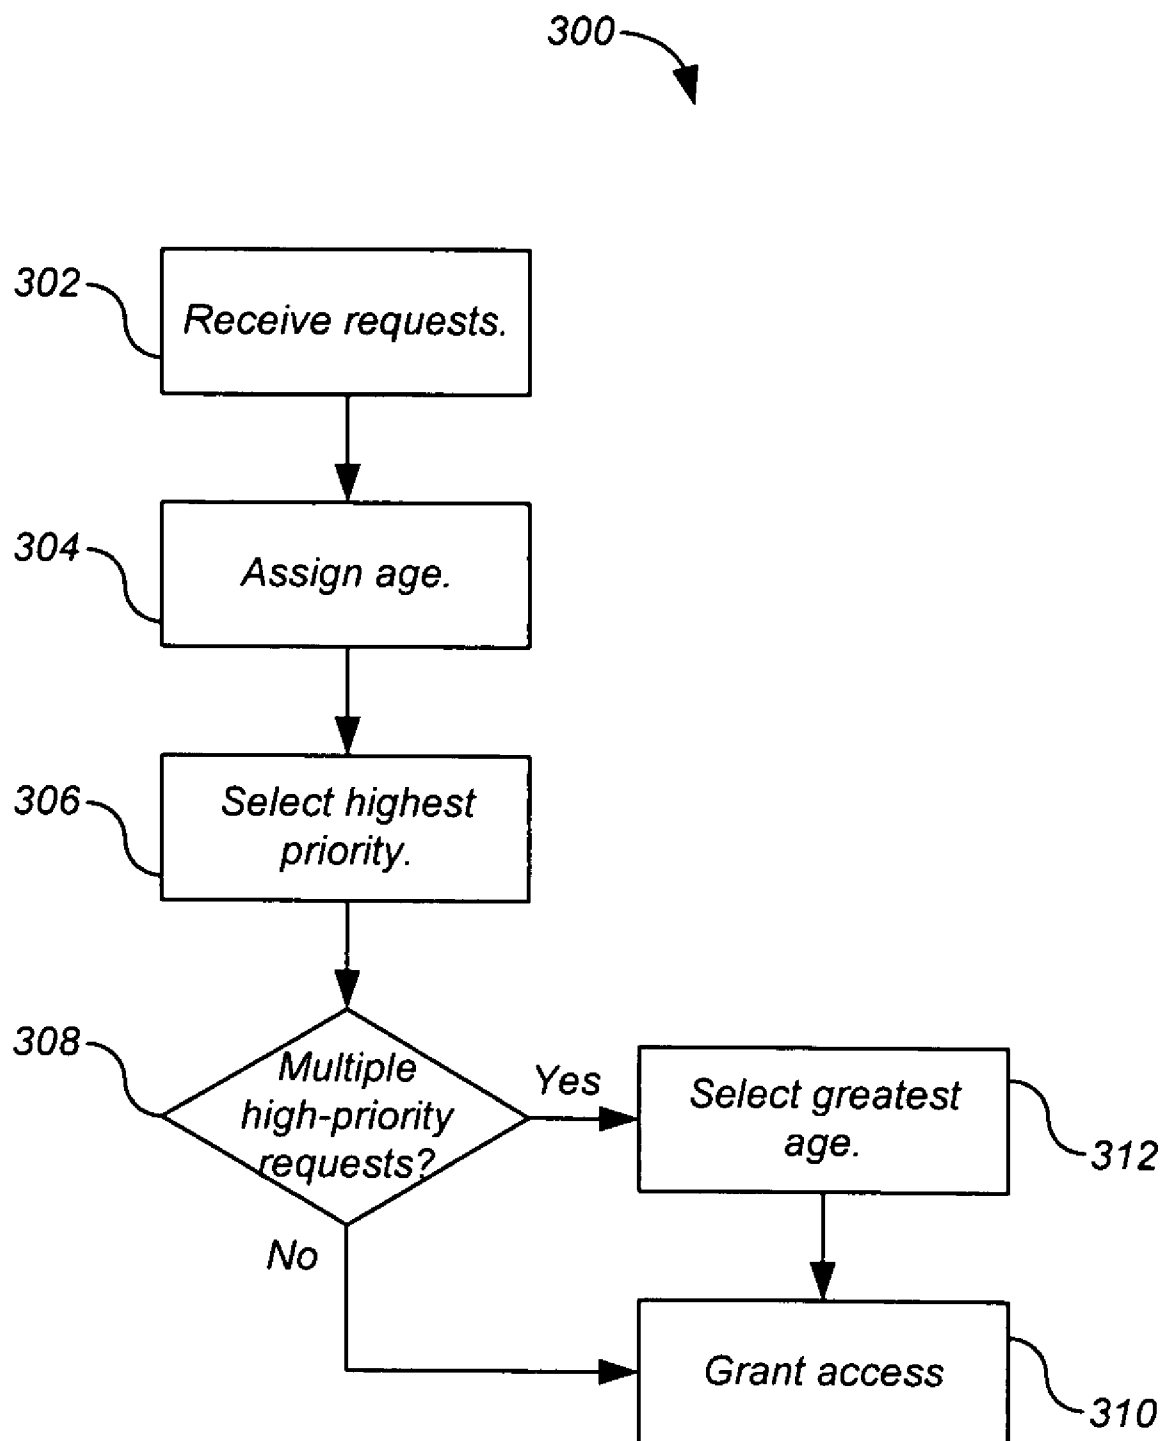 300
302
Receive requests.
304
Assign age.
306
Select highest
priority.
308
Multiple
high-priority
requests?
Yes
Select greatest
age.
312
No
Grant access
310